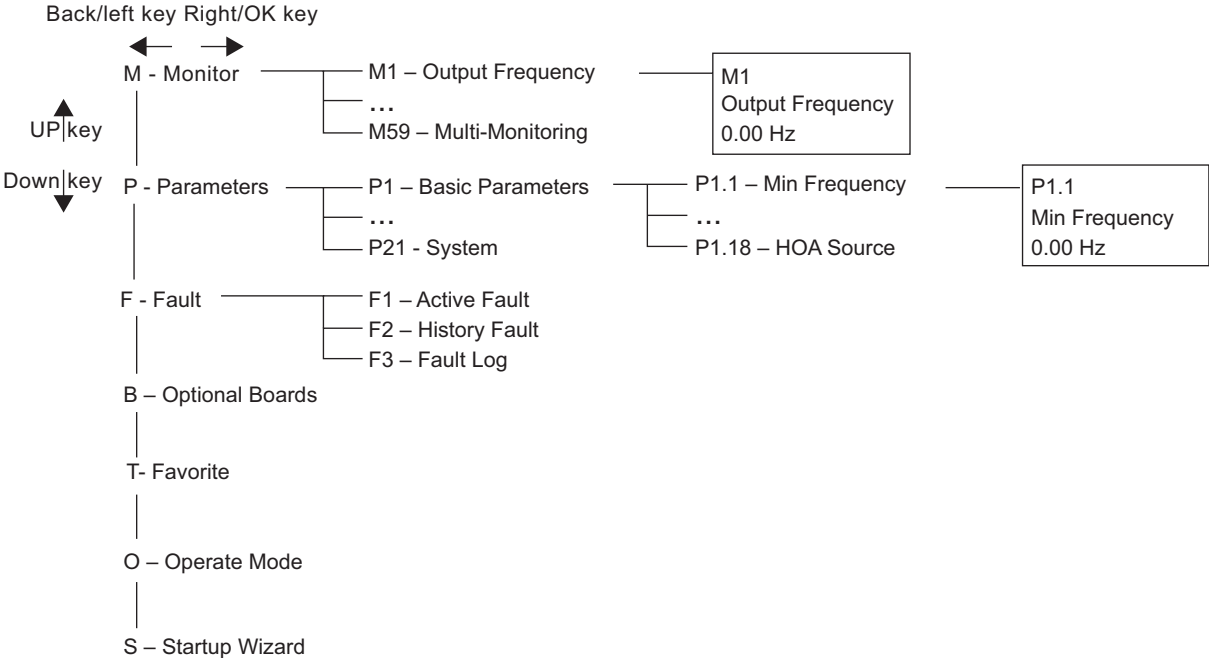 Back/left key Right/OK key
M - Monitor
M1 – Output Frequency
...
M59 – Multi-Monitoring
M1
Output Frequency
0.00 Hz
UP key
Down key
P - Parameters
P1 – Basic Parameters
...
P21 - System
P1.1 – Min Frequency
...
P1.18 – HOA Source
P1.1
Min Frequency
0.00 Hz
F - Fault
F1 – Active Fault
F2 – History Fault
F3 – Fault Log
B – Optional Boards
T- Favorite
O – Operate Mode
S – Startup Wizard